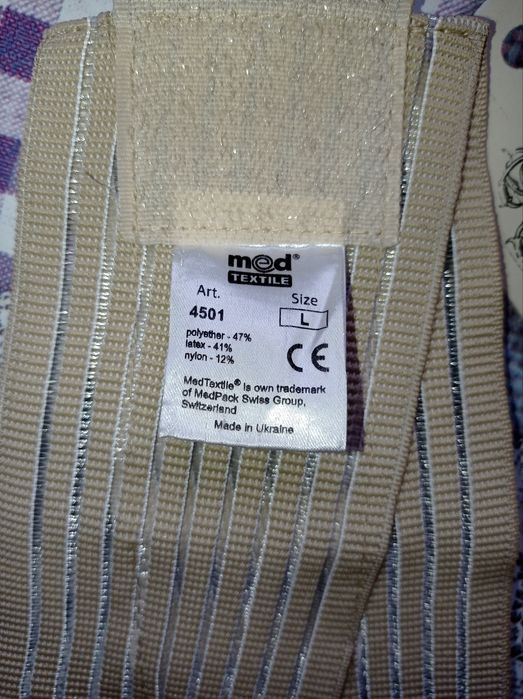 med®
TEXTILE
Art.
Size
4501
L
polyether - 47%
latex - 41%
nylon - 12%
CE
MedTextile® is own trademark
of MedPack Swiss Group,
Switzerland
Made in Ukraine